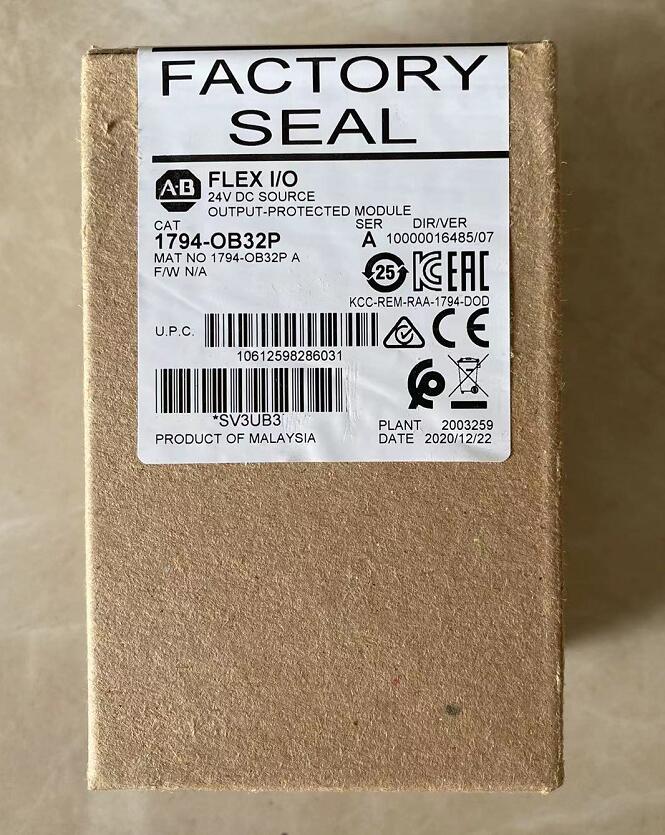 FACTORY
SEAL
A-B
FLEX I/O
24V DC SOURCE
OUTPUT-PROTECTED MODULE
CAT SER DIR/VER
1794-OB32P A 10000016485/07
MAT NO 1794-OB32P A
F/W N/A
25 EAC
KCC-REM-RAA-1794-DOD
U.P.C.
10612598286031
CE
*SV3UB3
PLANT 2003259
PRODUCT OF MALAYSIA DATE 2020/12/22